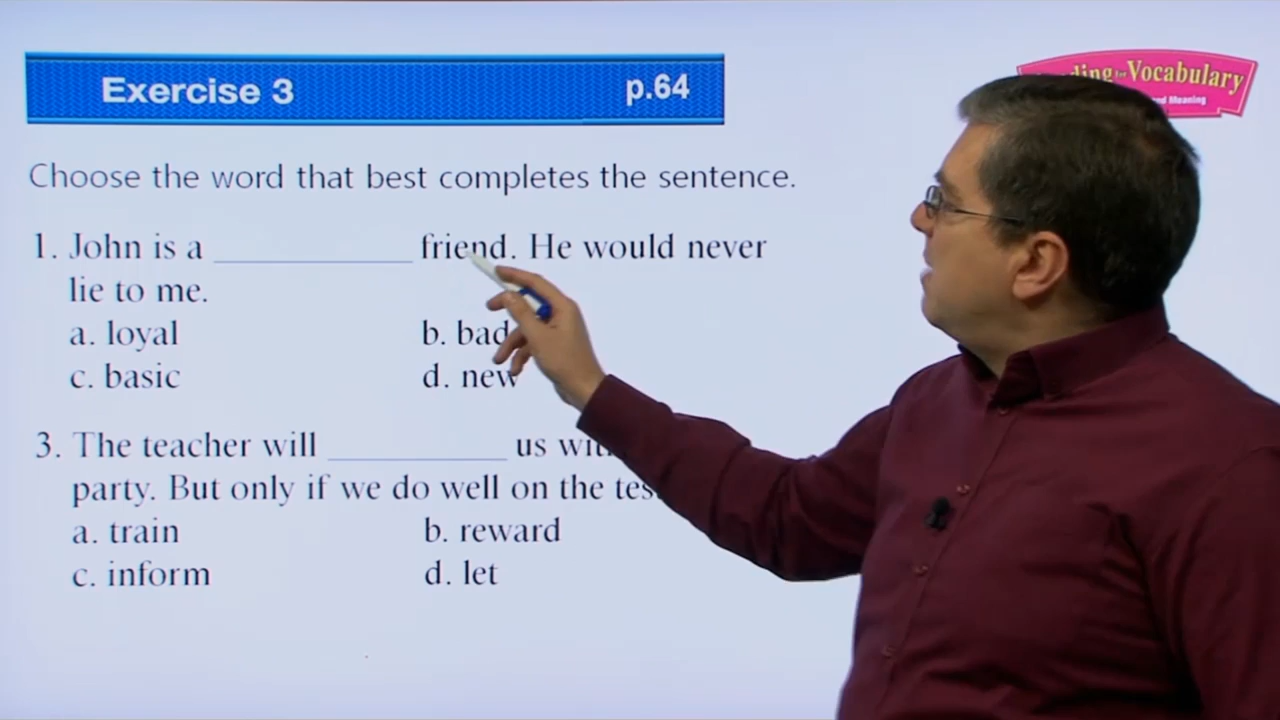 Exercise 3 p.64
Vocabulary
Meaning
Choose the word that best completes the sentence.
1. John is a ____________ friend. He would never
lie to me.
a. loyal b. bad
c. basic d. new
3. The teacher will ____________ us
party. But only if we do well on the
a. train b. reward
c. inform d. let